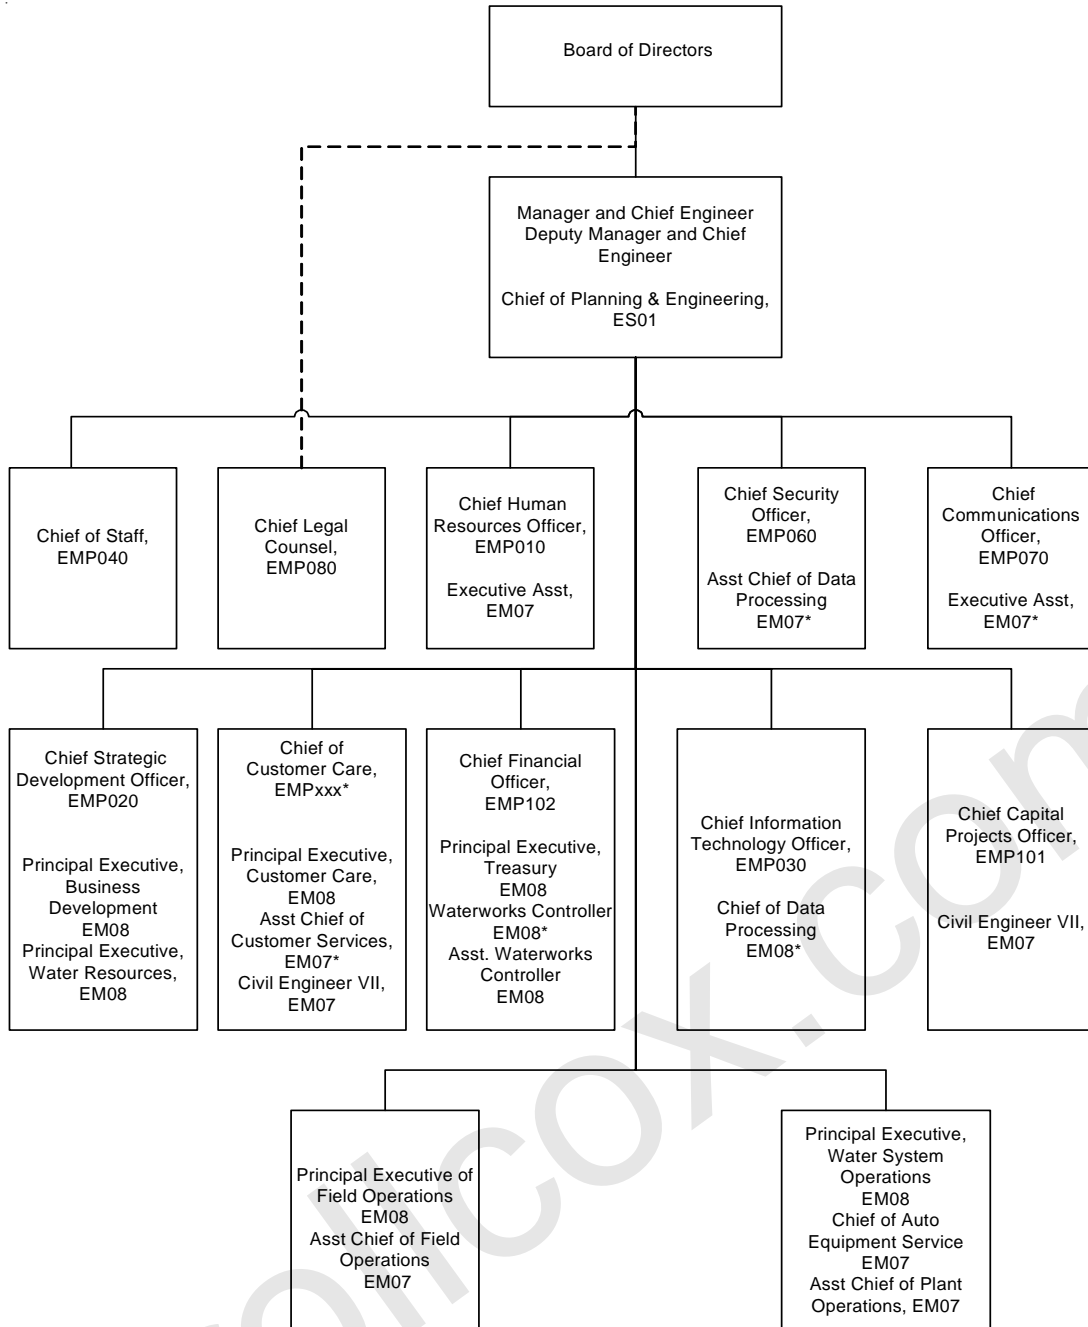 Board of Directors
Manager and Chief Engineer
Deputy Manager and Chief
Engineer
Chief of Planning & Engineering,
ES01
Chief of Staff,
EMP040
Chief Legal
Counsel,
EMP080
Chief Human
Resources Officer,
EMP010
Executive Asst,
EM07
Chief Security
Officer,
EMP060
Asst Chief of Data
Processing
EM07*
Chief
Communications
Officer,
EMP070
Executive Asst,
EM07*
Chief Strategic
Development Officer,
EMP020
Principal Executive,
Business
Development
EM08
Principal Executive,
Water Resources,
EM08
Chief of
Customer Care,
EMPxxx*
Principal Executive,
Customer Care,
EM08
Asst Chief of
Customer Services,
EM07*
Civil Engineer VII,
EM07
Chief Financial
Officer,
EMP102
Principal Executive,
Treasury
EM08
Waterworks Controller
EM08*
Asst. Waterworks
Controller
EM08
Chief Information
Technology Officer,
EMP030
Chief of Data
Processing
EM08*
Chief Capital
Projects Officer,
EMP101
Civil Engineer VII,
EM07
Principal Executive of
Field Operations
EM08
Asst Chief of Field
Operations
EM07
Principal Executive,
Water System
Operations
EM08
Chief of Auto
Equipment Service
EM07
Asst Chief of Plant
Operations, EM07